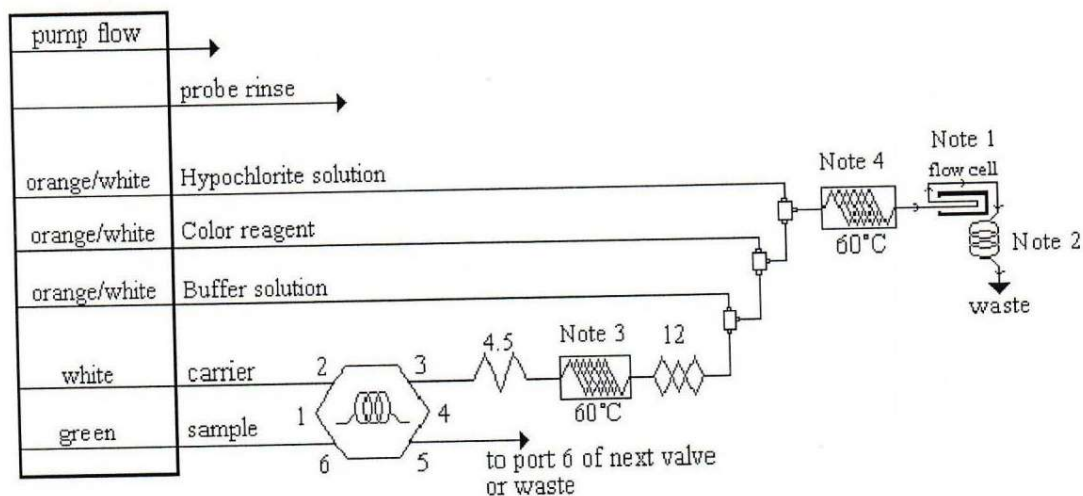 pump flow
probe rinse
orange/white Hypochlorite solution
orange/white Color reagent
orange/white Buffer solution
white carrier
green sample
2
3
1
4
6
5
4.5
Note 3
60°C
12
to port 6 of next valve
or waste
Note 4
60°C
Note 1
flow cell
Note 2
waste